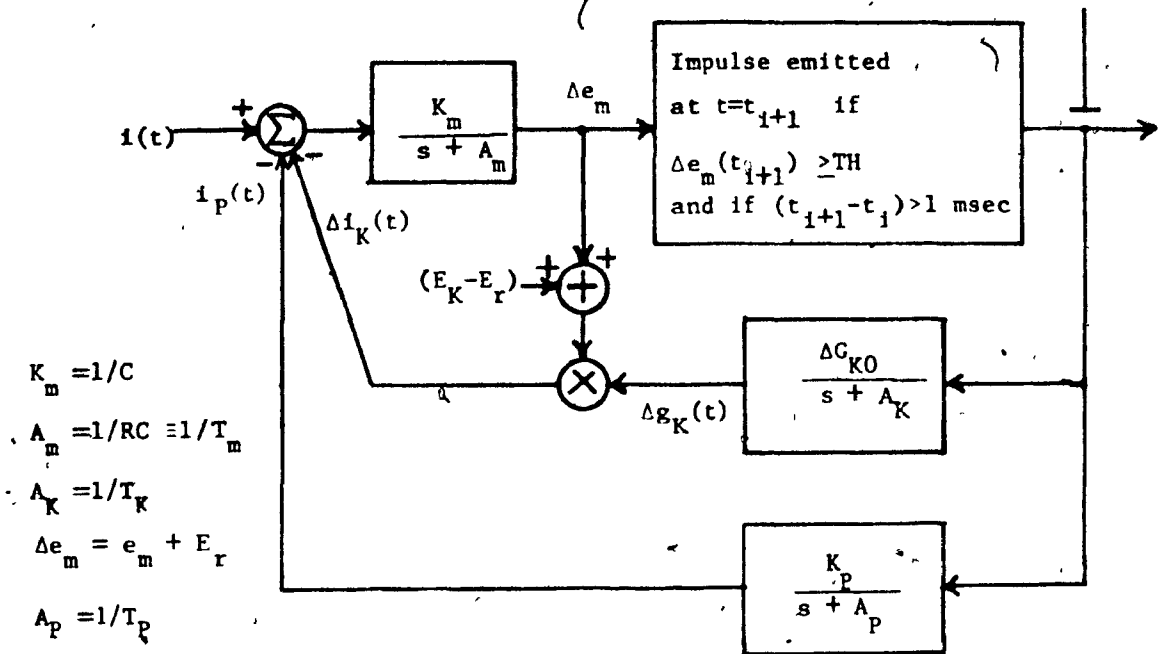 Impulse emitted
at t=t_{i+1} if
Δe_m(t_{i+1}) ≥TH
and if (t_{i+1}-t_i)>1 msec
Δe_m
K_m
s + A_m
+
Σ
-
-
i(t)
i_P(t)
Δi_K(t)
+
+
(E_K-E_r)
+
×
ΔG_{KO}
s + A_K
Δg_K(t)
K_m =1/C
A_m =1/RC ≡1/T_m
A_K =1/T_K
Δe_m = e_m + E_r
A_P =1/T_P
K_P
s + A_P